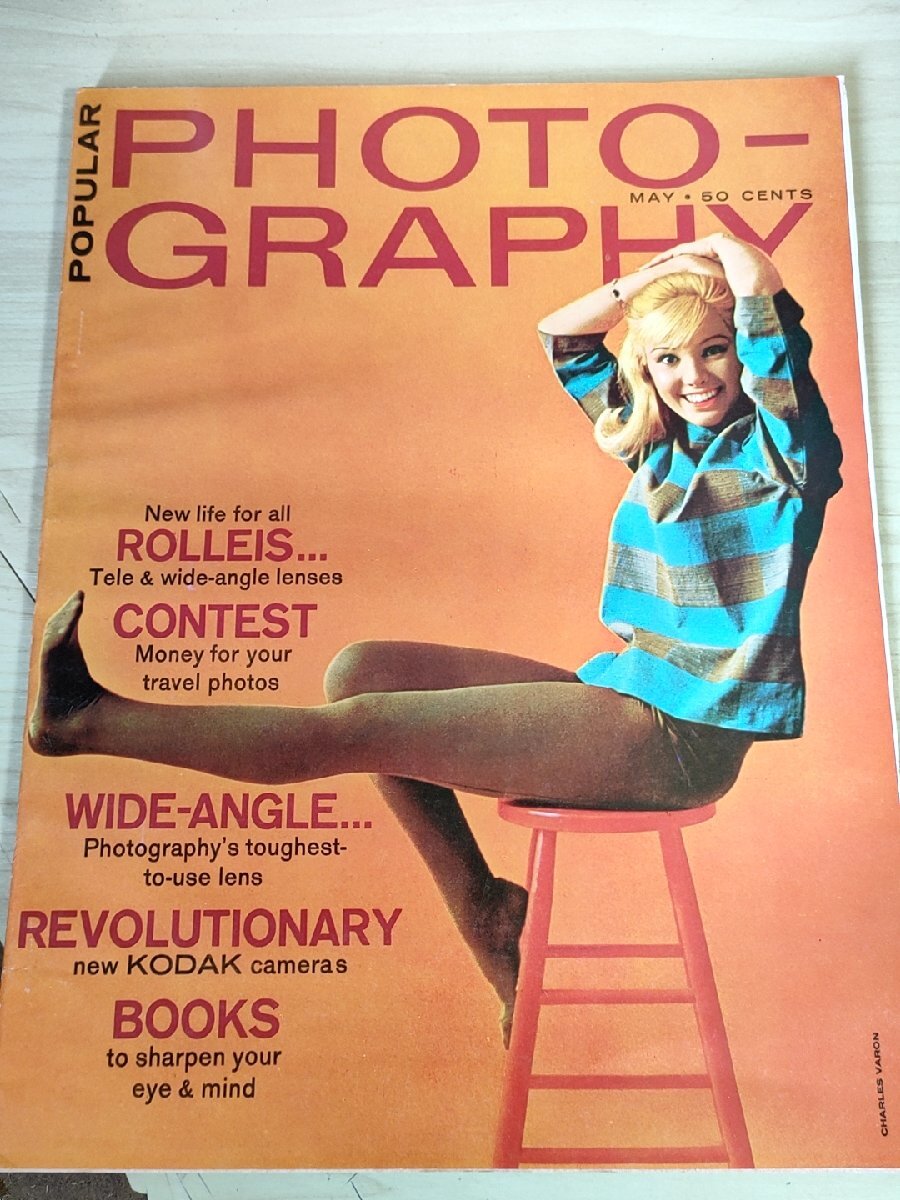 POPULAR
PHOTO-
GRAPHY
MAY • 50 CENTS
New life for all
ROLLEIS...
Tele & wide-angle lenses
CONTEST
Money for your
travel photos
WIDE-ANGLE...
Photography's toughest-
to-use lens
REVOLUTIONARY
new KODAK cameras
BOOKS
to sharpen your
eye & mind
CHARLES VARON